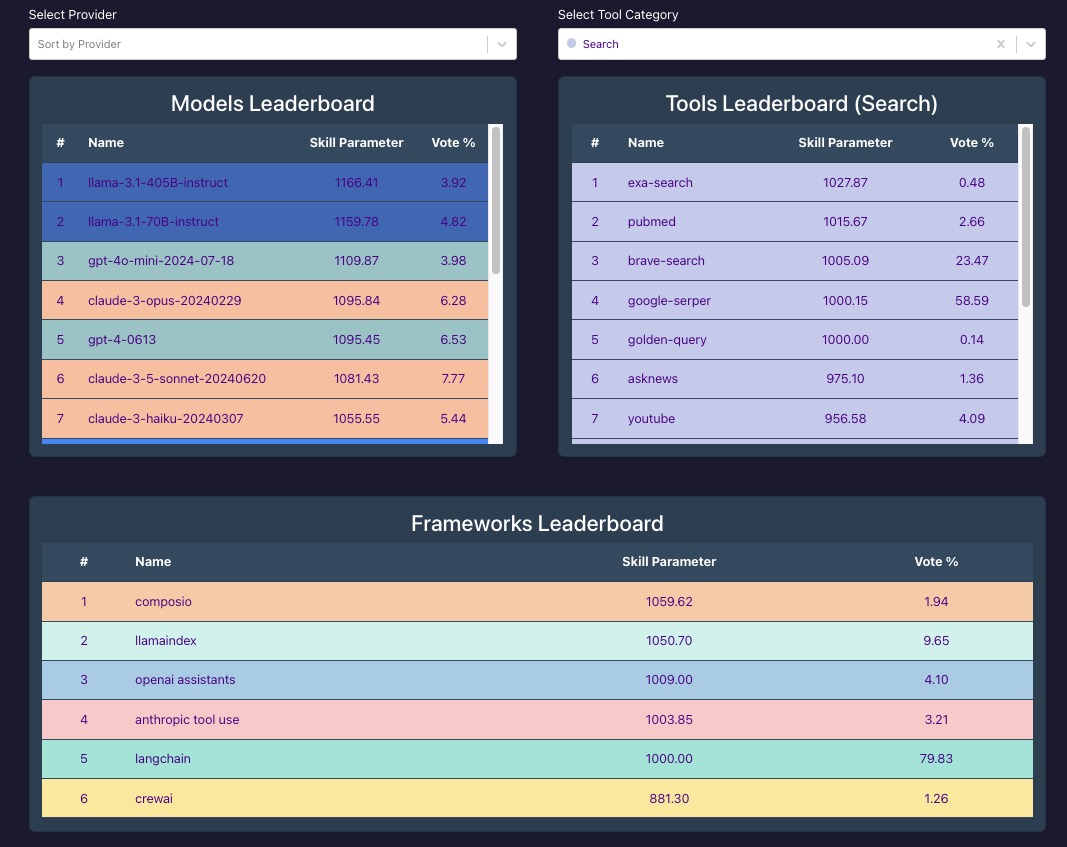 Select Provider
Sort by Provider
Select Tool Category
Search
Models Leaderboard
# Name Skill Parameter Vote %
1 llama-3.1-405B-instruct 1166.41 3.92
2 llama-3.1-70B-instruct 1159.78 4.82
3 gpt-4o-mini-2024-07-18 1109.87 3.98
4 claude-3-opus-20240229 1095.84 6.28
5 gpt-4-0613 1095.45 6.53
6 claude-3-5-sonnet-20240620 1081.43 7.77
7 claude-3-haiku-20240307 1055.55 5.44
Tools Leaderboard (Search)
# Name Skill Parameter Vote %
1 exa-search 1027.87 0.48
2 pubmed 1015.67 2.66
3 brave-search 1005.09 23.47
4 google-serper 1000.15 58.59
5 golden-query 1000.00 0.14
6 asknews 975.10 1.36
7 youtube 956.58 4.09
Frameworks Leaderboard
# Name Skill Parameter Vote %
1 composio 1059.62 1.94
2 llamaindex 1050.70 9.65
3 openai assistants 1009.00 4.10
4 anthropic tool use 1003.85 3.21
5 langchain 1000.00 79.83
6 crewai 881.30 1.26